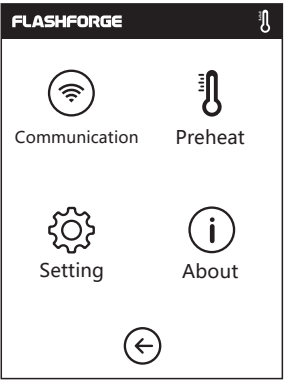 FLASHFORGE
Communication
Preheat
Setting
About